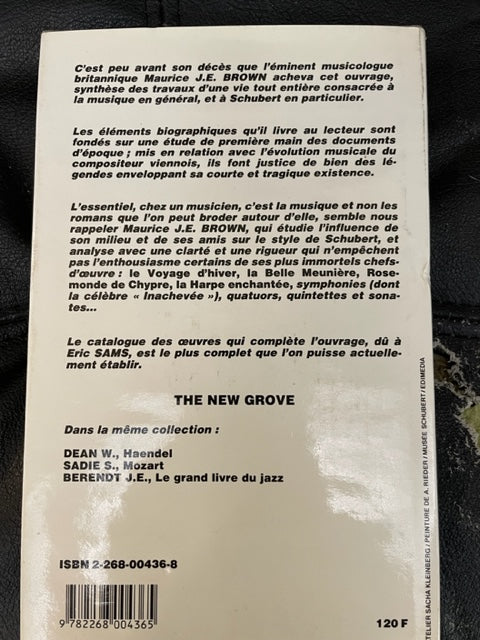 C'est peu avant son décès que l'éminent musicologue
britannique Maurice J.E. BROWN acheva cet ouvrage,
synthèse des travaux d'une vie tout entière consacrée à
la musique en général, et à Schubert en particulier.
Les éléments biographiques qu'il livre au lecteur sont
fondés sur une étude de première main des documents
d'époque ; mis en relation avec l'évolution musicale du
compositeur viennois, ils font justice de bien des lé-
gendes enveloppant sa courte et tragique existence.
L'essentiel, chez un musicien, c'est la musique et non les
romans que l'on peut broder autour d'elle, semble nous
rappeler Maurice J.E. BROWN, qui étudie l'influence de
son milieu et de ses amis sur le style de Schubert, et
analyse avec une clarté et une rigueur qui n'empêchent
pas l'enthousiasme certains de ses plus immortels chefs-
d'œuvre : le Voyage d'hiver, la Belle Meunière, Rose-
monde de Chypre, la Harpe enchantée, symphonies (dont
la célèbre « Inachevée »), quatuors, quintettes et sona-
tes...
Le catalogue des œuvres qui complète l'ouvrage, dû à
Eric SAMS, est le plus complet que l'on puisse actuelle-
ment établir.
THE NEW GROVE
Dans la même collection :
DEAN W., Haendel
SADIE S., Mozart
BERENDT J.E., Le grand livre du jazz
ISBN 2-268-00436-8
9 782268 004365
120 F
TELIER SACHA KLEINBERG / PEINTURE DE A. RIEDER / MUSÉE SCHUBERT / EDIMEDIA